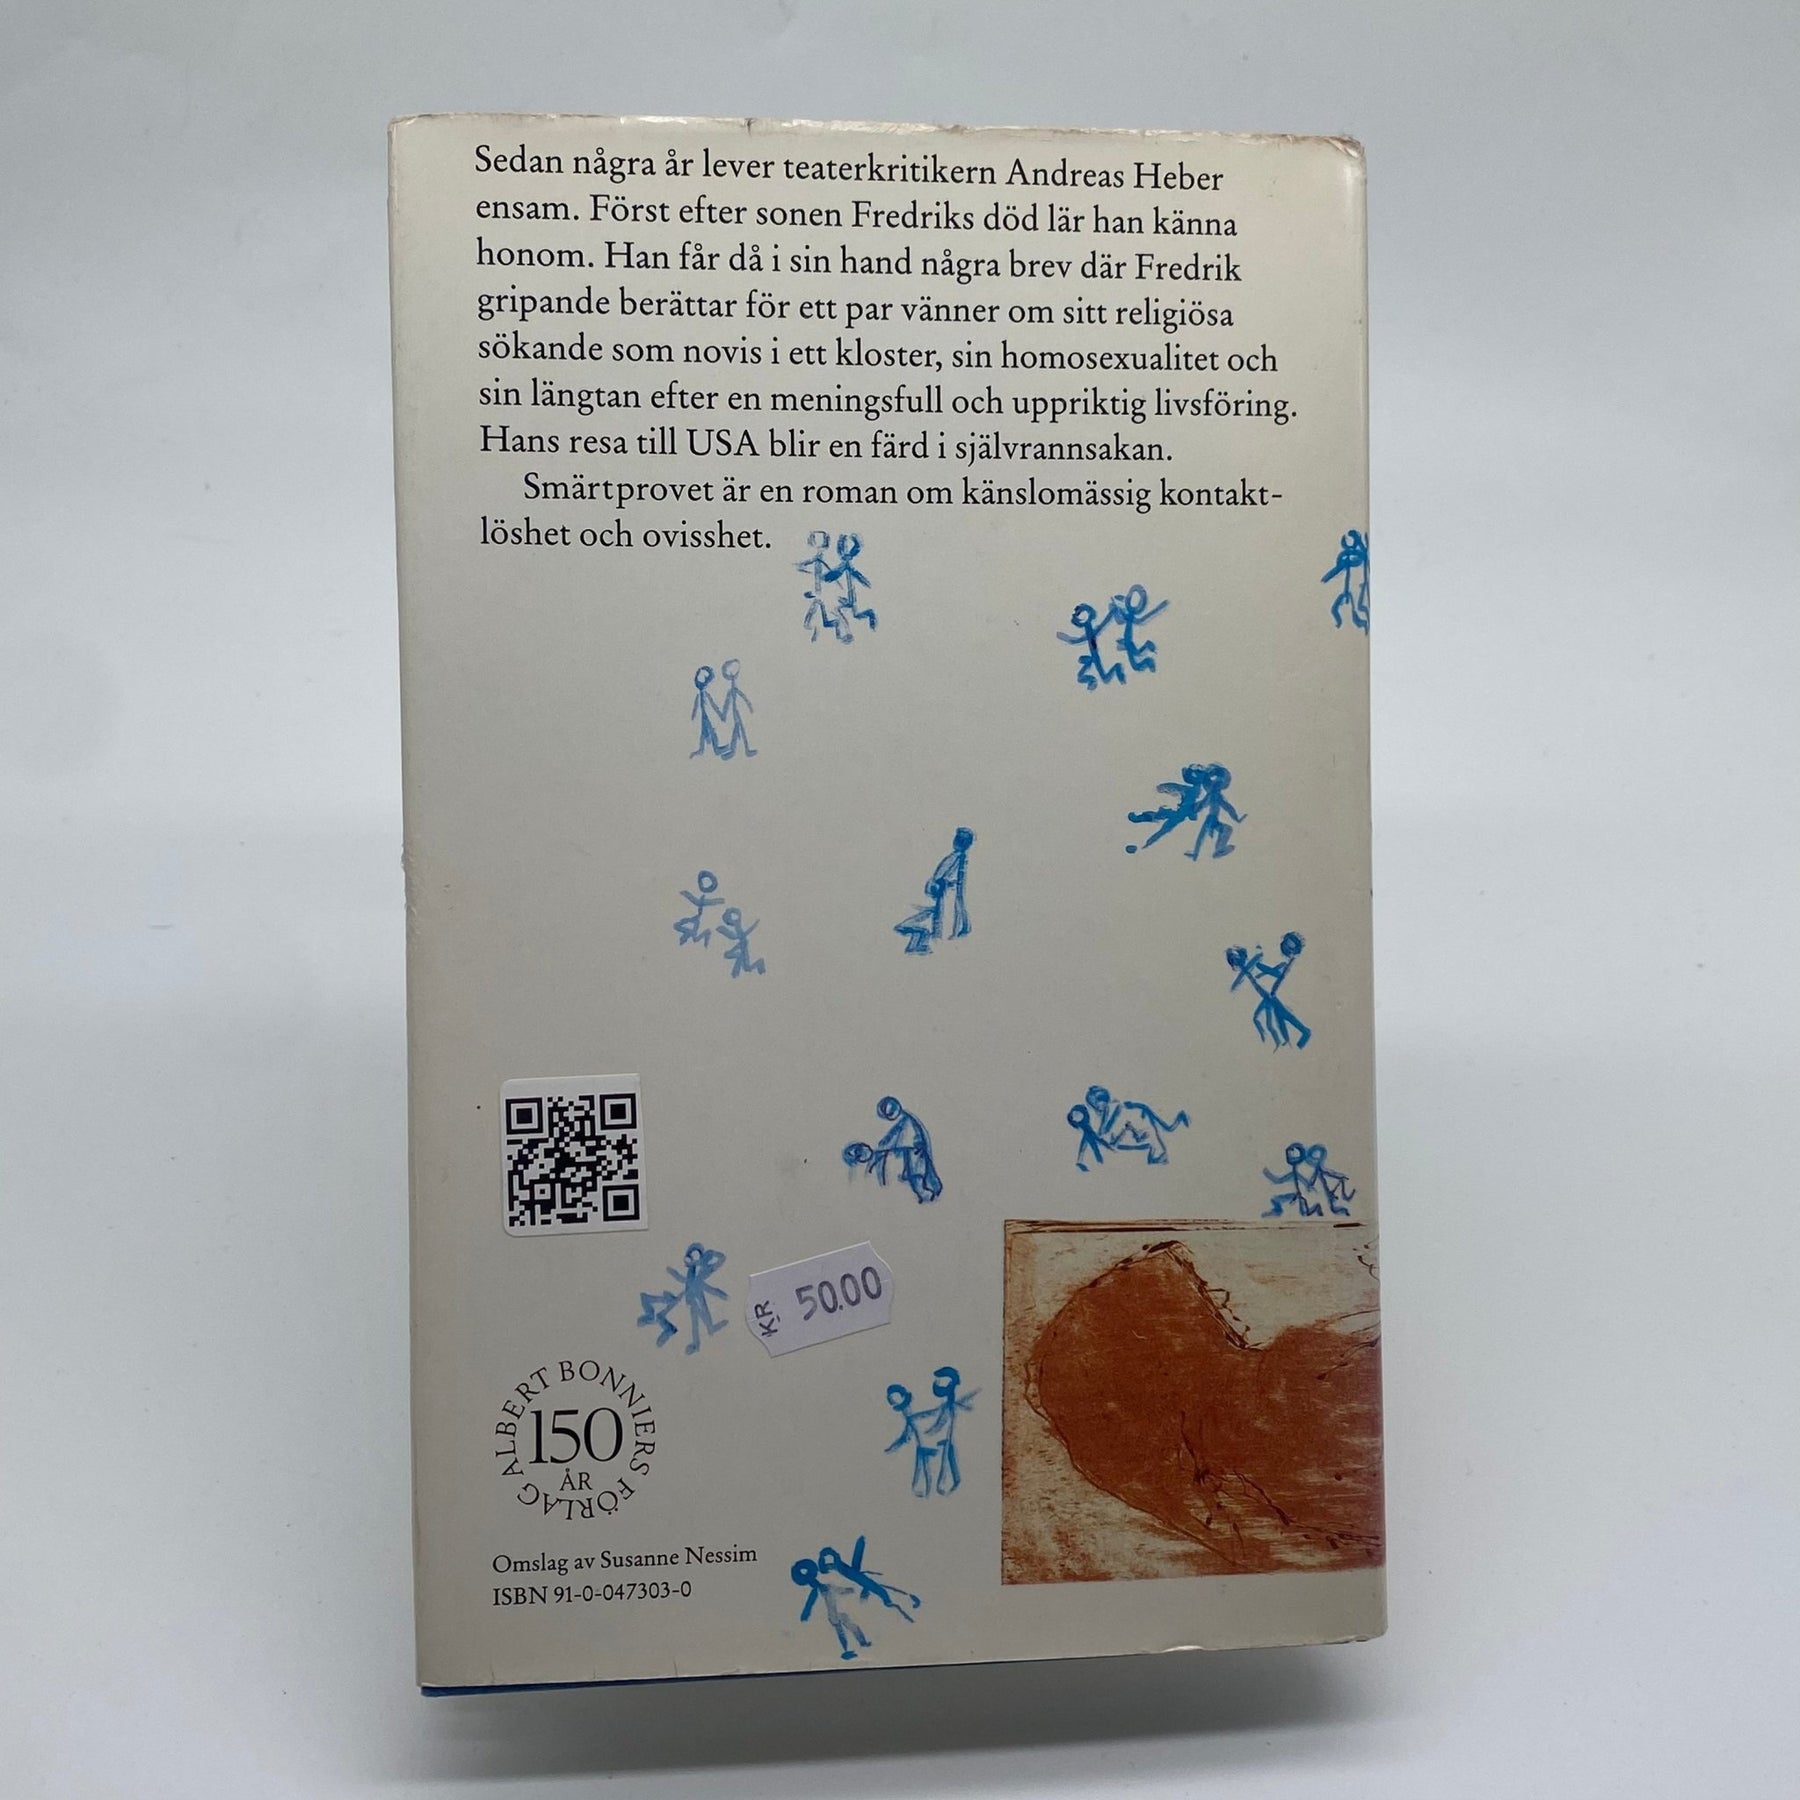 Sedan några år lever teaterkritikern Andreas Heber
ensam. Först efter sonen Fredriks död lär han känna
honom. Han får då i sin hand några brev där Fredrik
gripande berättar för ett par vänner om sitt religiösa
sökande som novis i ett kloster, sin homosexualitet och
sin längtan efter en meningsfull och uppriktig livsföring.
Hans resa till USA blir en färd i självrannsakan.
Smärtprovet är en roman om känslomässig kontakt-
löshet och ovisshet.
KR 50.00
ALBERT BONNIERS FÖRLAG
150
ÅR
Omslag av Susanne Nessim
ISBN 91-0-047303-0